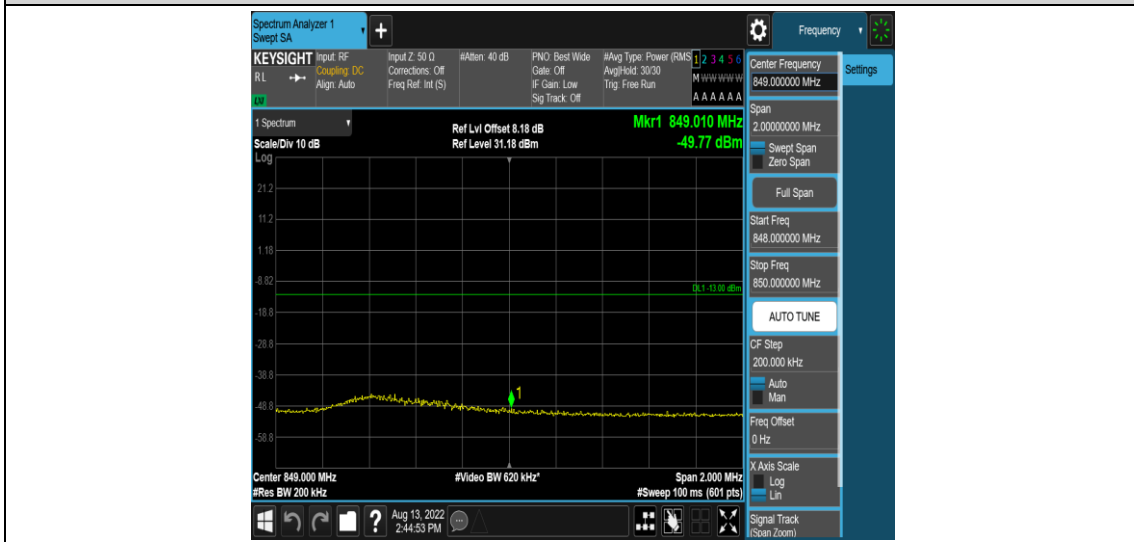 Spectrum Analyzer 1
Swept SA
+
Frequency
KEYSIGHT
RL
LXI
Input: RF
Coupling: DC
Align: Auto
Input Z: 50 Ω
Corrections: Off
Freq Ref: Int (S)
#Atten: 40 dB
PNO: Best Wide
Gate: Off
IF Gain: Low
Sig Track: Off
#Avg Type: Power (RMS
Avg|Hold: 30/30
Trig: Free Run
1 2 3 4 5 6
M W W W W W
A A A A A A
Center Frequency
849.000000 MHz
Settings
Span
2.00000000 MHz
Swept Span
Zero Span
Full Span
Start Freq
848.000000 MHz
Stop Freq
850.000000 MHz
AUTO TUNE
CF Step
200.000 kHz
Auto
Man
Freq Offset
0 Hz
X Axis Scale
Log
Lin
Signal Track
(Span Zoom)
1 Spectrum
Scale/Div 10 dB
Log
Ref Lvl Offset 8.18 dB
Ref Level 31.18 dBm
Mkr1 849.010 MHz
-49.77 dBm
21.2
11.2
1.18
-8.82
DL1 -13.00 dBm
-18.8
-28.8
-38.8
1
-48.8
-58.8
Center 849.000 MHz
#Video BW 620 kHz*
Span 2.000 MHz
#Res BW 200 kHz
#Sweep 100 ms (601 pts)
?
Aug 13, 2022
2:44:53 PM